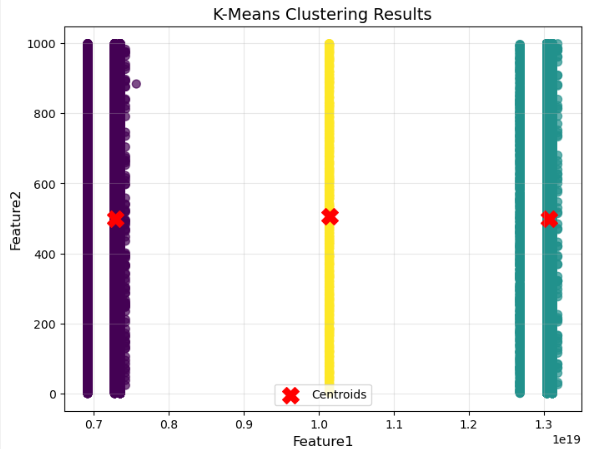 K-Means Clustering Results
1000
800
600
400
200
0
Feature2
Centroids
0.7 0.8 0.9 1.0 1.1 1.2 1.3
1e19
Feature1